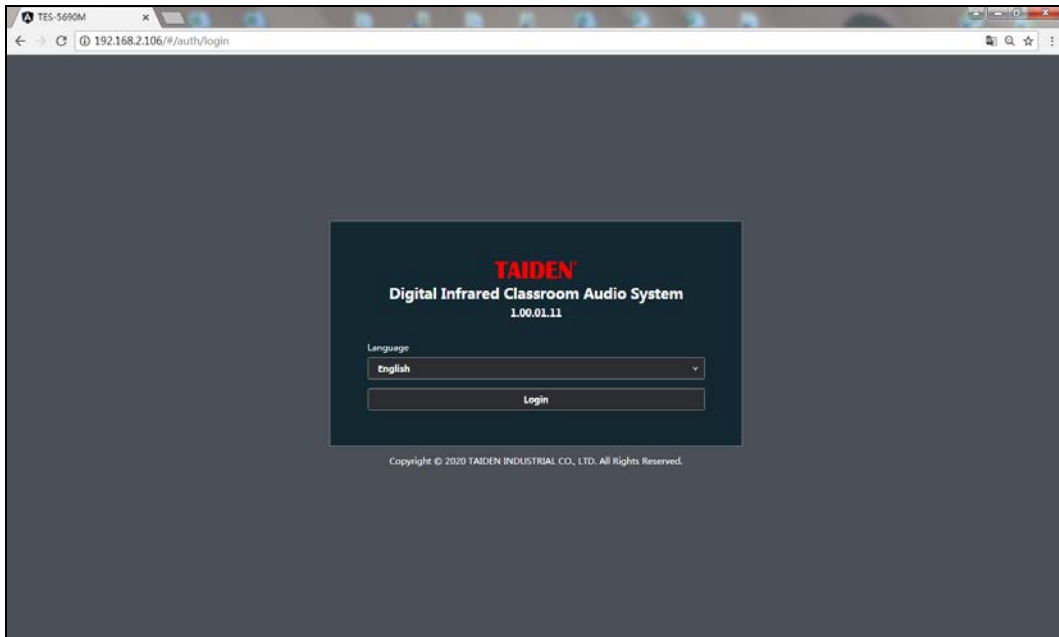 TES-5690M
192.168.2.106/#/auth/login
TAIDEN®
Digital Infrared Classroom Audio System
1.00.01.11
Language
English
Login
Copyright © 2020 TAIDEN INDUSTRIAL CO., LTD. All Rights Reserved.